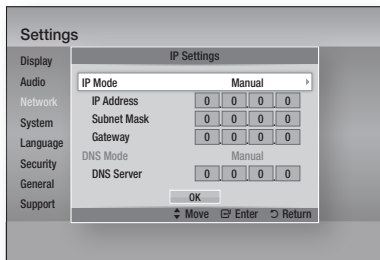 Settings
IP Settings
Display
Audio
Network
System
Language
Security
General
Support
IP Mode Manual
IP Address 0 0 0 0
Subnet Mask 0 0 0 0
Gateway 0 0 0 0
DNS Mode Manual
DNS Server 0 0 0 0
OK
Move Enter Return